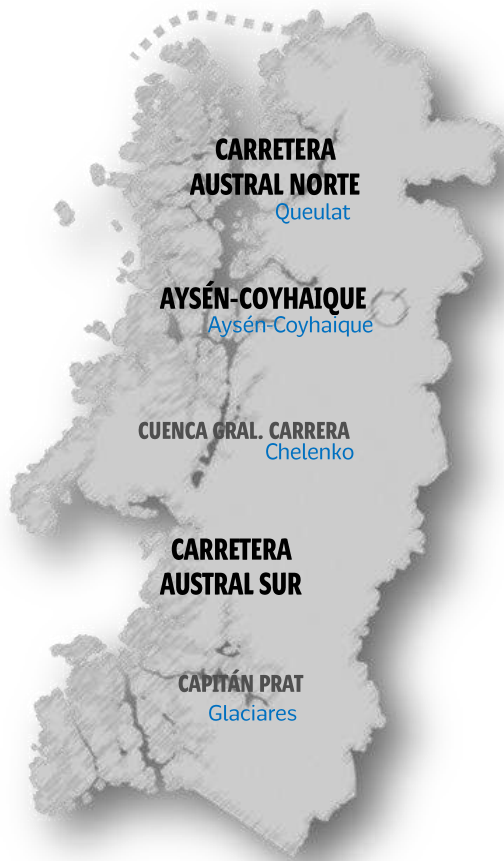 CARRETERA
AUSTRAL NORTE
Queulat
AYSÉN-COYHAIQUE
Aysén-Coyhaique
CUENCA GRAL. CARRERA
Chelenko
CARRETERA
AUSTRAL SUR
CAPITÁN PRAT
Glaciares